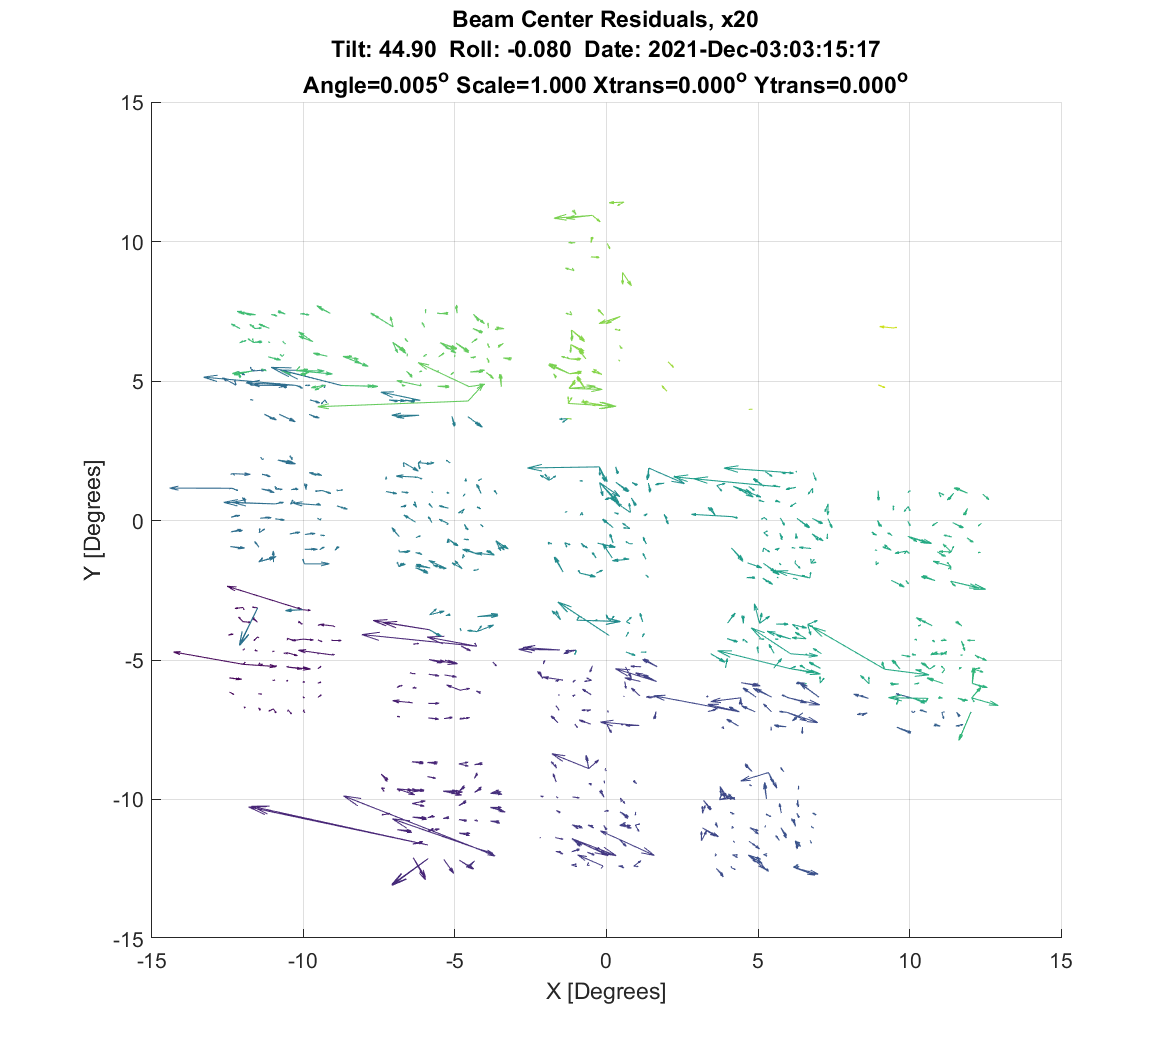 Beam Center Residuals, x20
Tilt: 44.90 Roll: -0.080 Date: 2021-Dec-03:03:15:17
Angle=0.005° Scale=1.000 Xtrans=0.000° Ytrans=0.000°
15
10
5
0
-5
-10
-15
Y [Degrees]
-15 -10 -5 0 5 10 15
X [Degrees]